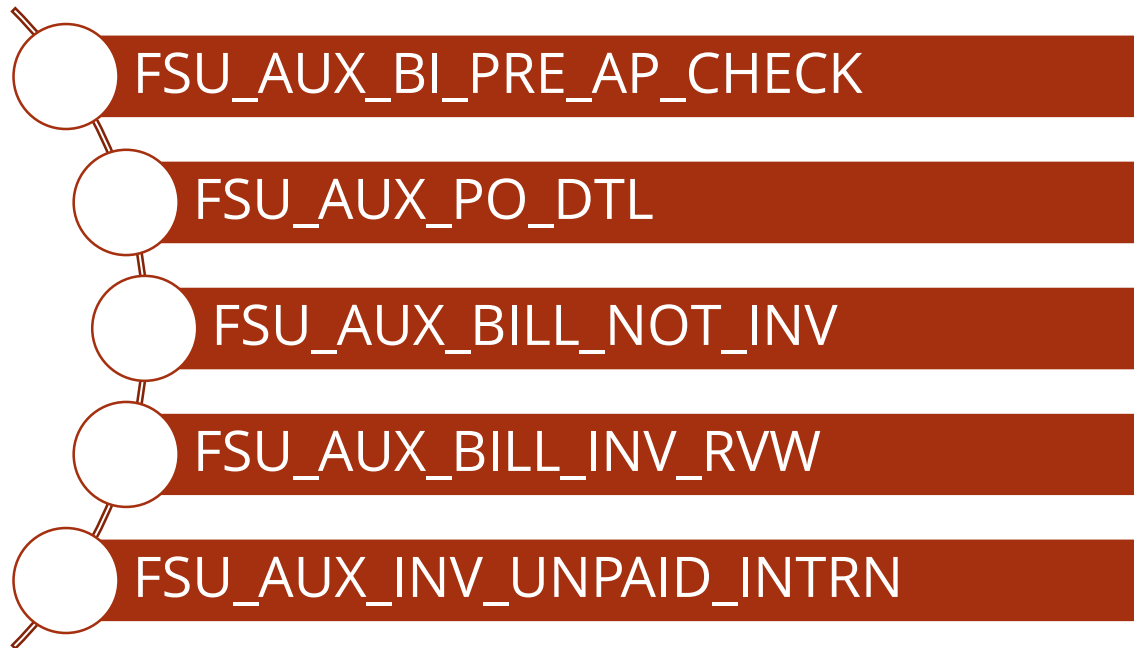 FSU_AUX_BI_PRE_AP_CHECK
FSU_AUX_PO_DTL
FSU_AUX_BILL_NOT_INV
FSU_AUX_BILL_INV_RVW
FSU_AUX_INV_UNPAID_INTRN